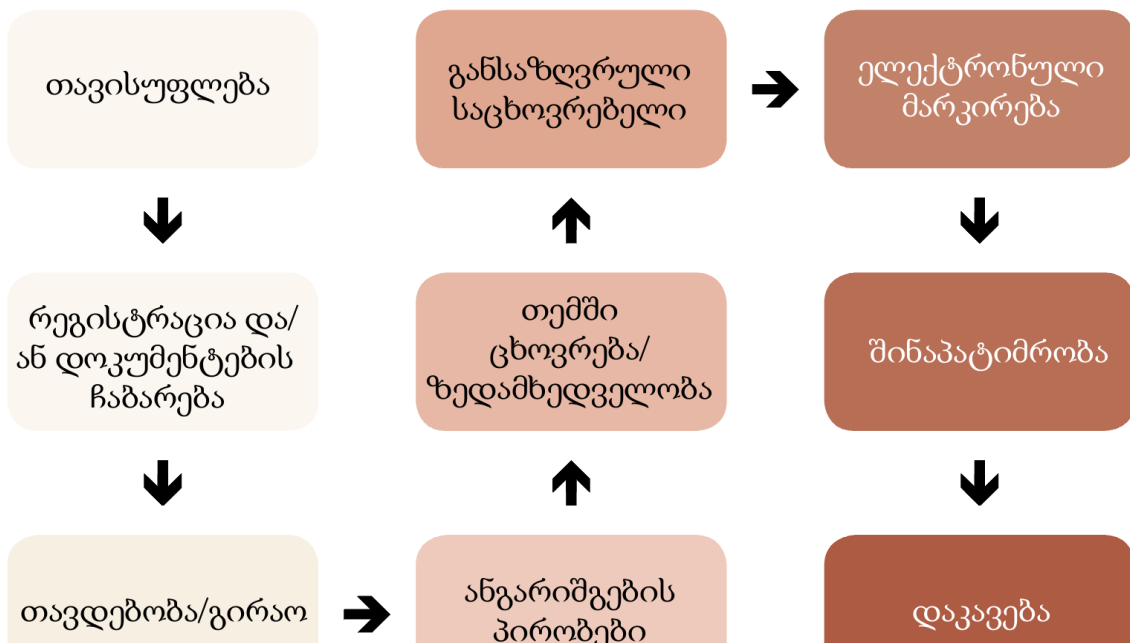 თავისუფლება
რეგისტრაცია და/
ან დოკუმენტების
ჩაბარება
თავდებობა/გირაო
ანგარიშგების
პირობები
თემში
ცხოვრება/
ზედამხედველობა
განსაზღვრული
საცხოვრებელი
ელექტრონული
მარკირება
შინაპატიმრობა
დაკავება